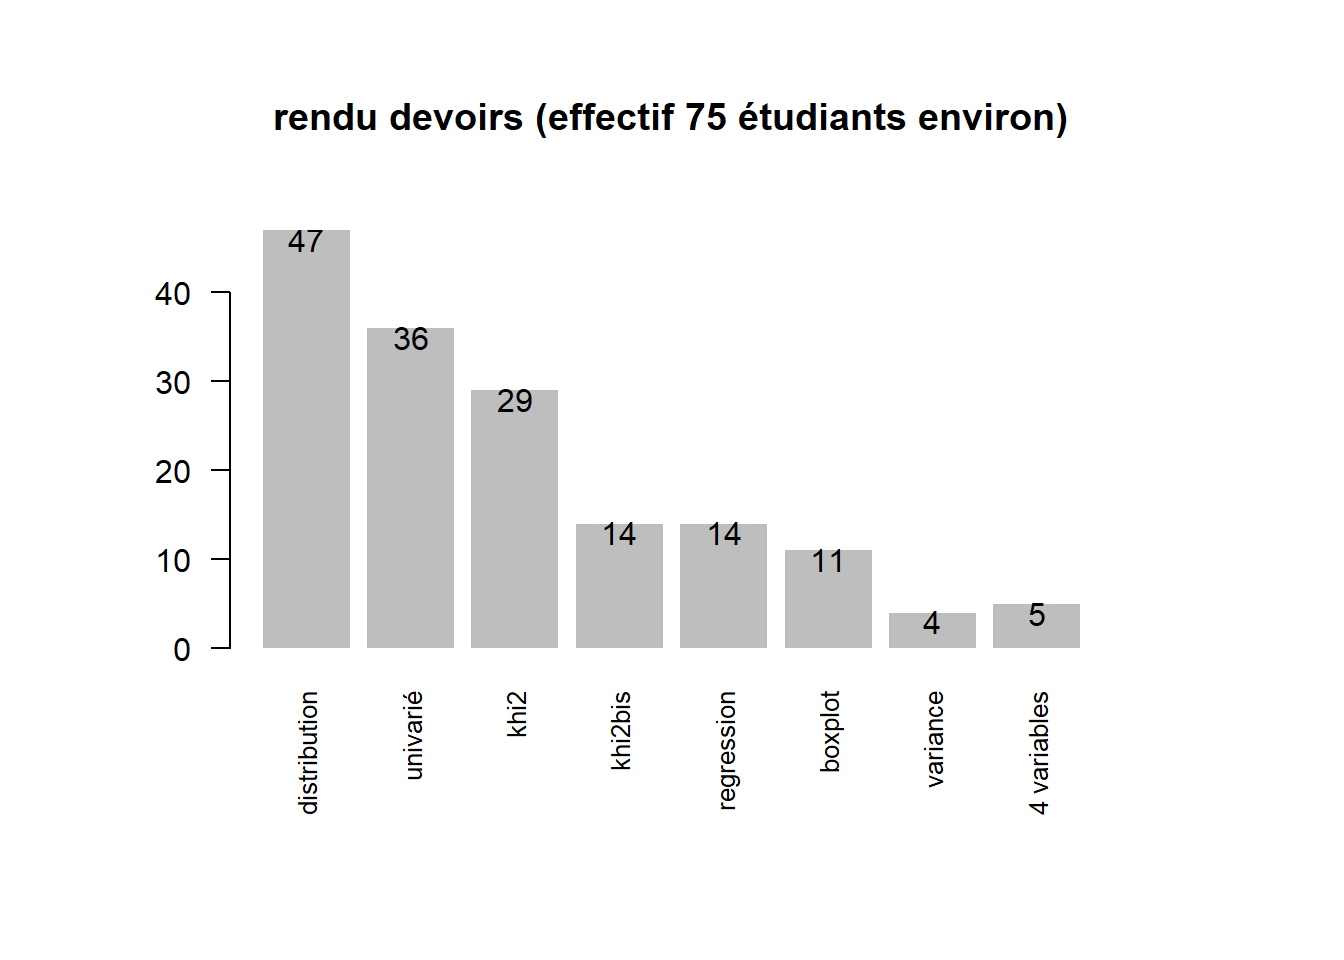 rendu devoirs (effectif 75 étudiants environ)
47
36
29
14
14
11
4
5
40
30
20
10
0
distribution
univarié
khi2
khi2bis
regression
boxplot
variance
4 variables